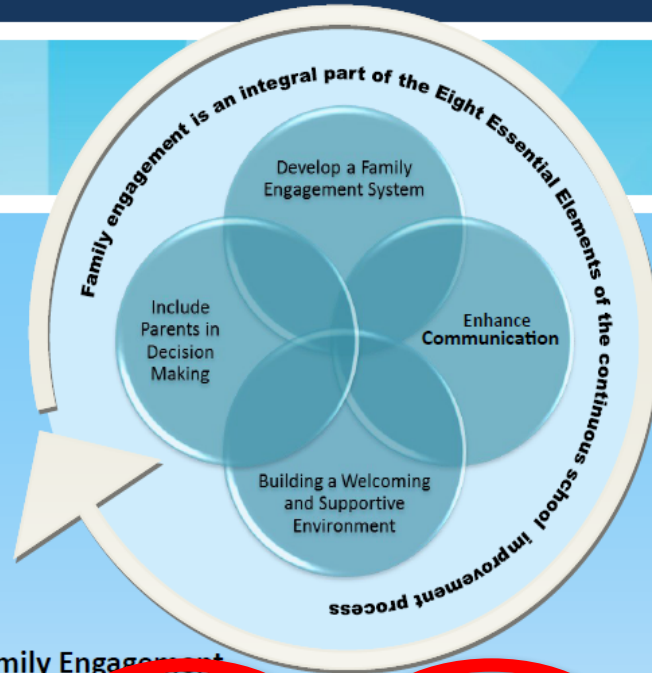 Family engagement is an integral part of the Eight Essential Elements of the continuous school improvement process
Develop a Family
Engagement System
Include
Parents in
Decision
Making
Enhance
Communication
Building a Welcoming
and Supportive
Environment
Engagement